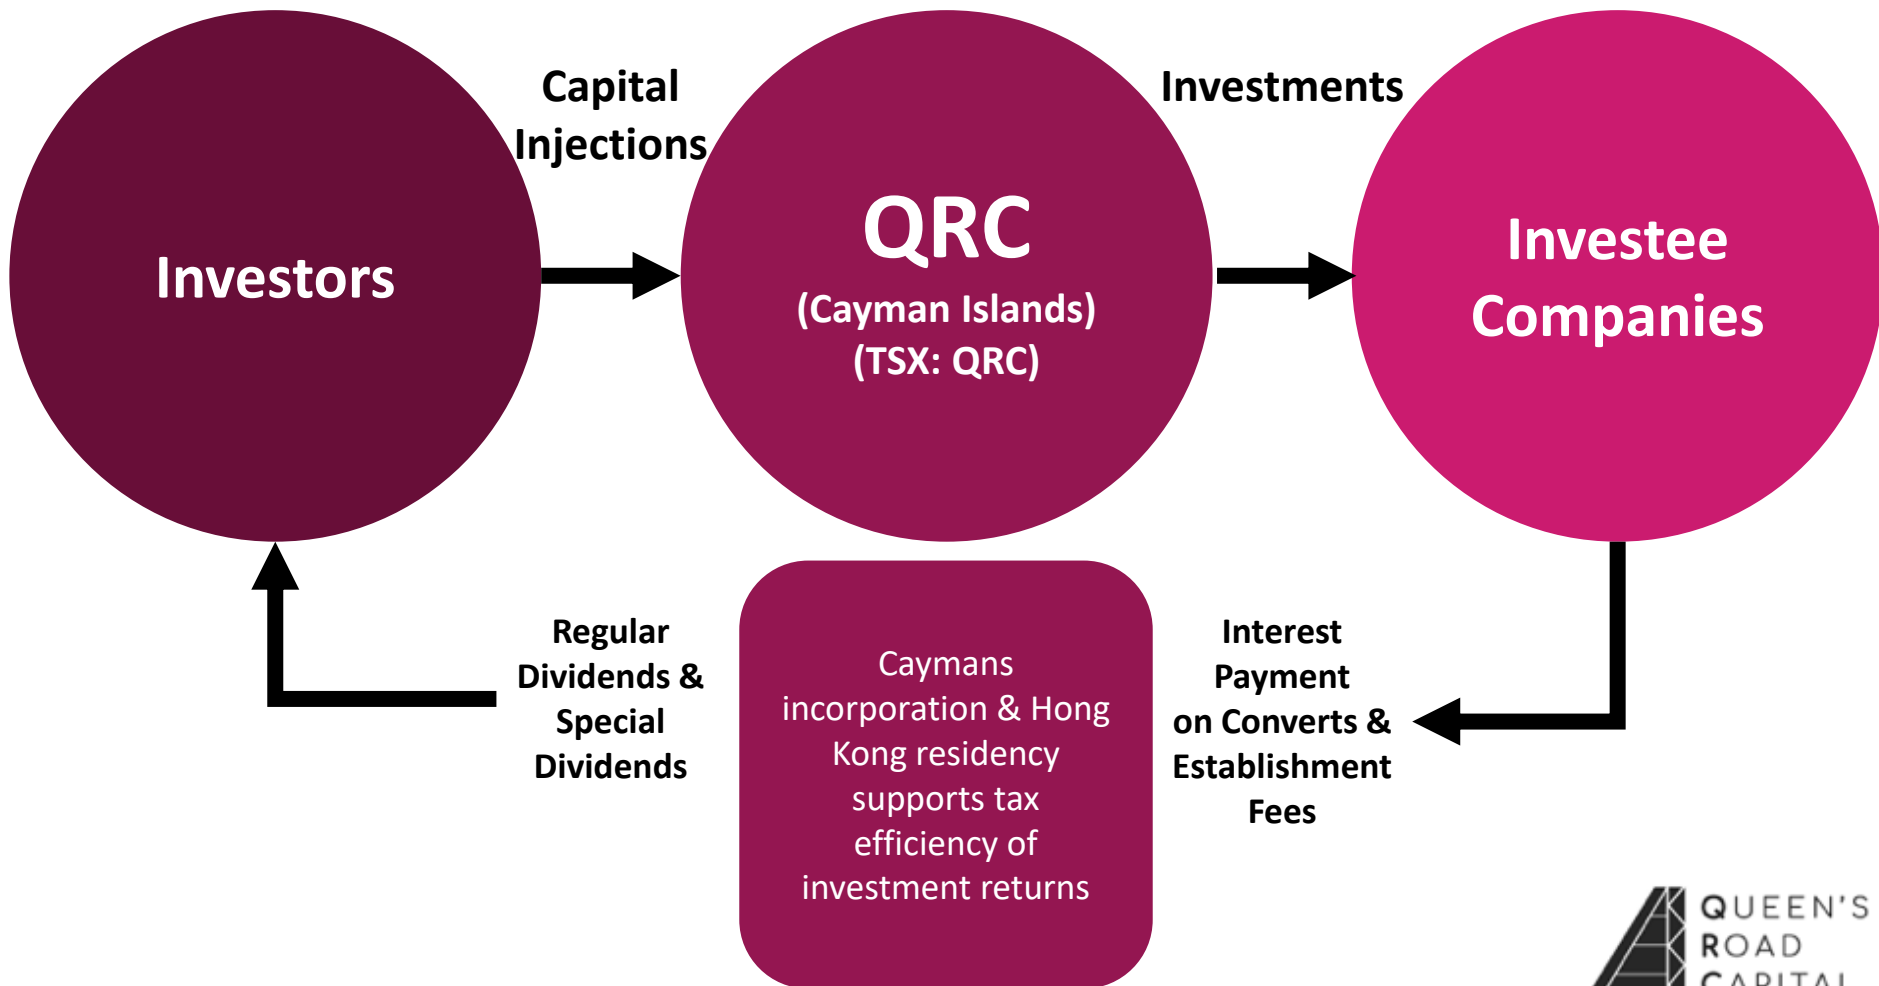 Capital
Injections
Investments
Investors
QRC
(Cayman Islands)
(TSX: QRC)
Investee
Companies
Regular
Dividends &
Special
Dividends
Caymans
incorporation & Hong
Kong residency
supports tax
efficiency of
investment returns
Interest
Payment
on Converts &
Establishment
Fees
QUEEN'S
ROAD
CAPITAL